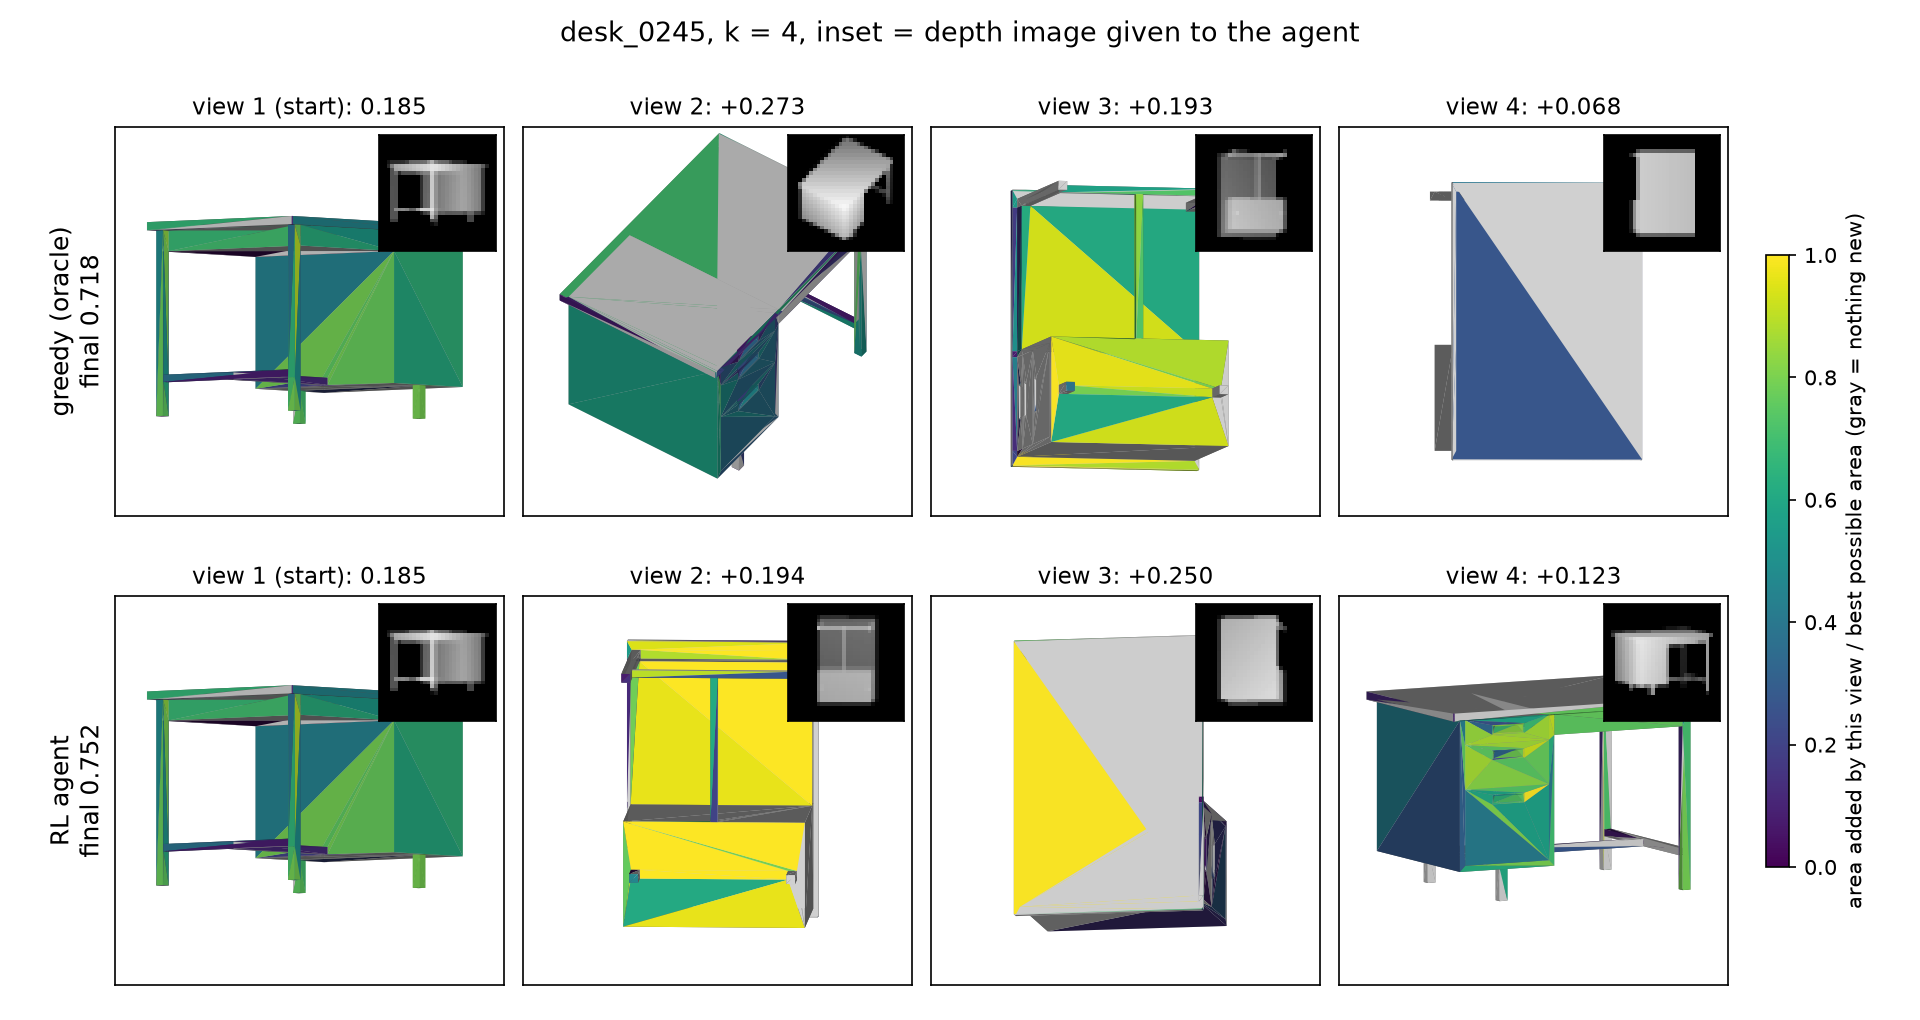 desk_0245, k = 4, inset = depth image given to the agent
view 1 (start): 0.185
view 2: +0.273
view 3: +0.193
view 4: +0.068
greedy (oracle)
final 0.718
view 1 (start): 0.185
view 2: +0.194
view 3: +0.250
view 4: +0.123
RL agent
final 0.752
1.0
0.8
0.6
0.4
0.2
0.0
area added by this view / best possible area (gray = nothing new)